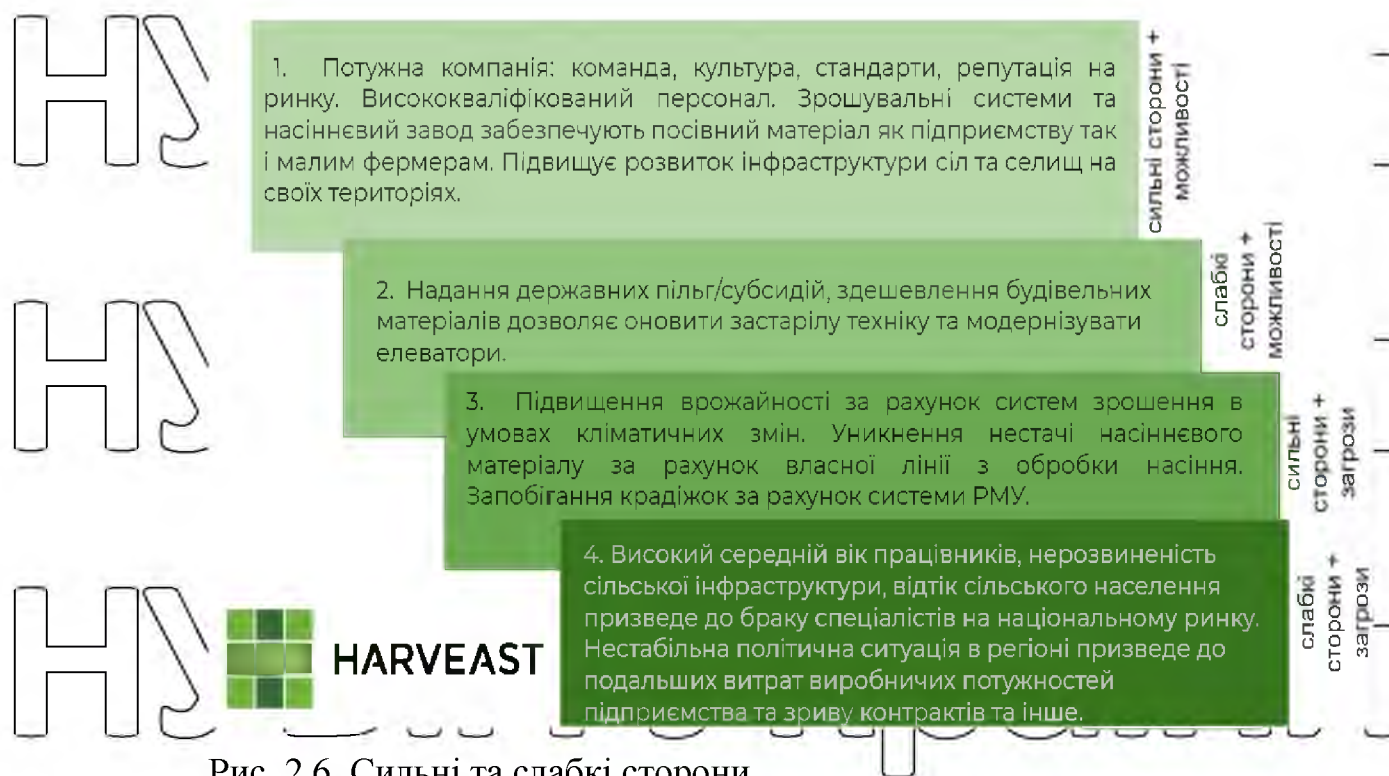 1. Потужна компанія: команда, культура, стандарти, репутація на
ринку. Висококваліфікований персонал. Зрошувальні системи та
насіннєвий завод забезпечують посівний матеріал як підприємству так
і малим фермерам. Підвищує розвиток інфраструктури сіл та селищ на
своїх територіях.
сильні сторони +
можливості
2. Надання державних пільг/субсидій, здешевлення будівельних
матеріалів дозволяє оновити застарілу техніку та модернізувати
елеватори.
слабкі
сторони +
можливості
3. Підвищення врожайності за рахунок систем зрошення в
умовах кліматичних змін. Уникнення нестачі насіннєвого
матеріалу за рахунок власної лінії з обробки насіння.
Запобігання крадіжок за рахунок системи РМУ.
сильні
сторони +
загрози
4. Високий середній вік працівників, нерозвиненість
сільської інфраструктури, відтік сільського населення
призведе до браку спеціалістів на національному ринку.
Нестабільна політична ситуація в регіоні призведе до
подальших витрат виробничих потужностей
підприємства та зриву контрактів та інше.
слабкі
сторони +
загрози
HARVEAST
Рис. 2.6. Сильні та слабкі сторони